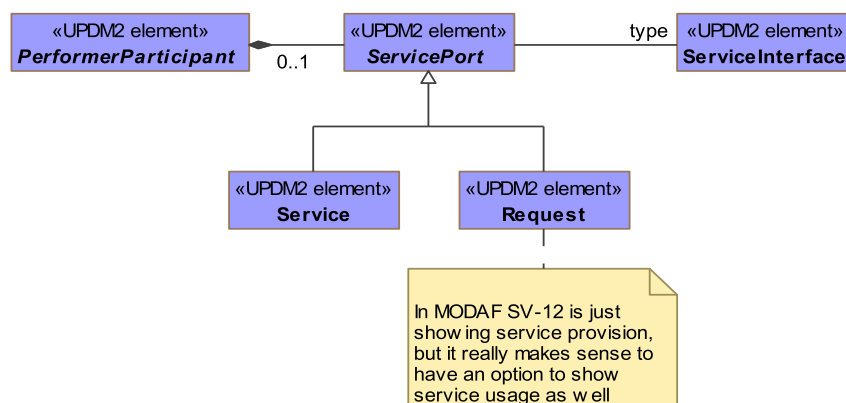 «UPDM2 element»
PerformerParticipant
0..1
«UPDM2 element»
ServicePort
type
«UPDM2 element»
ServiceInterface
«UPDM2 element»
Service
«UPDM2 element»
Request
In MODAF SV-12 is just
showing service provision,
but it really makes sense to
have an option to show
service usage as well